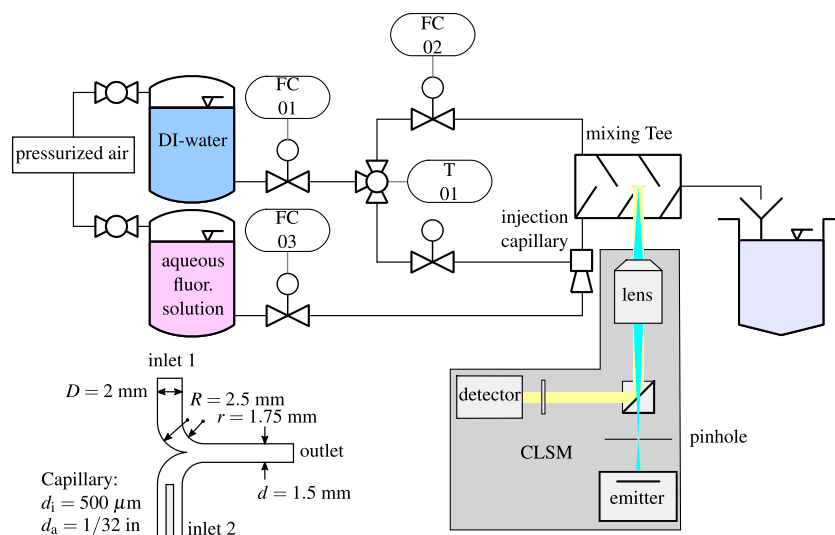 FC
02
FC
01
mixing Tee
DI-water
pressurized air
T
01
FC
03
injection
capillary
aqueous
fluor.
solution
lens
inlet 1
D = 2 mm
R = 2.5 mm
r = 1.75 mm
detector
outlet
pinhole
CLSM
Capillary:
d = 1.5 mm
dᵢ = 500 μm
emitter
dₐ = 1/32 in
inlet 2